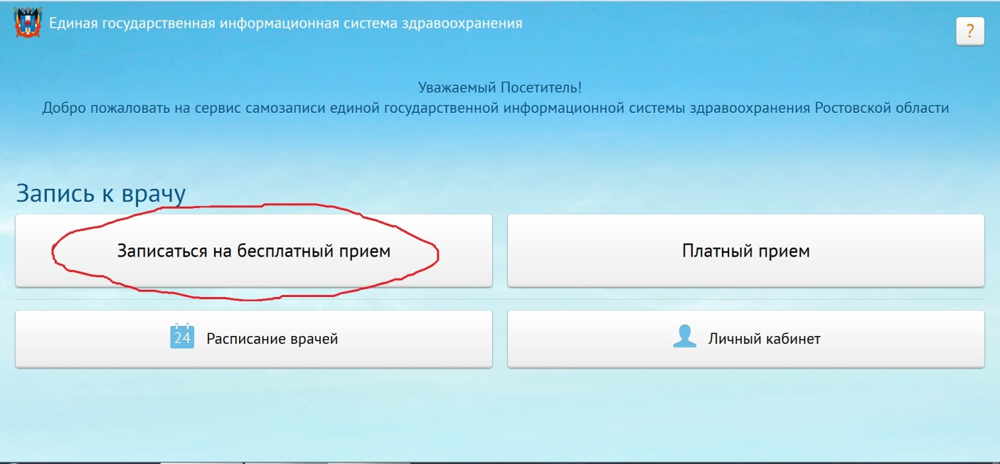 Единая государственная информационная система здравоохранения
?
Уважаемый Посетитель!
Добро пожаловать на сервис самозаписи единой государственной информационной системы здравоохранения Ростовской области
Запись к врачу
Записаться на бесплатный прием
Платный прием
24 Расписание врачей
Личный кабинет